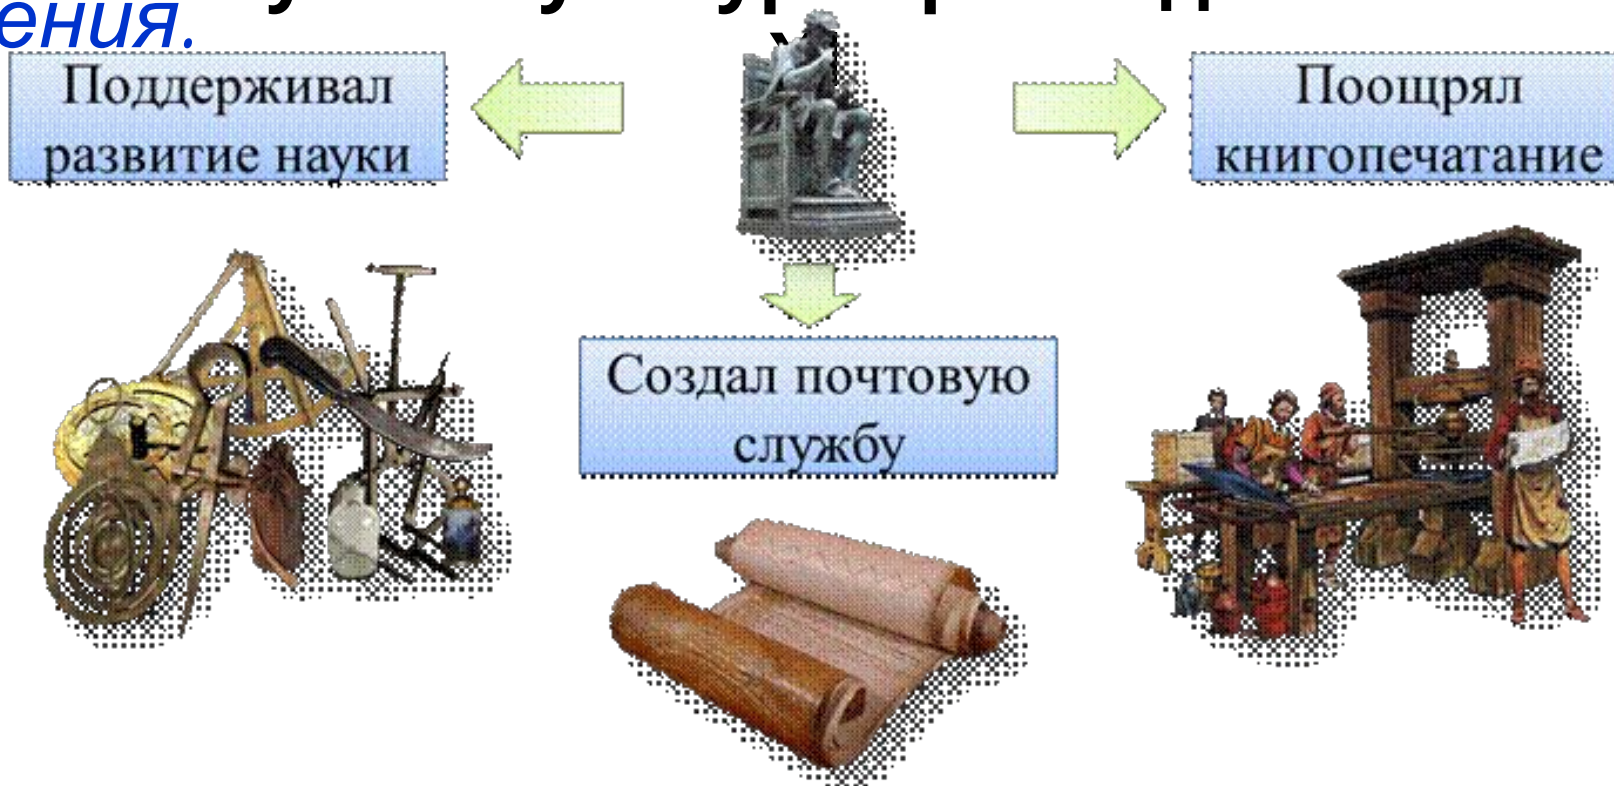 ения.
Поддерживал
развитие науки
Поощрял
книгопечатание
Создал почтовую
службу